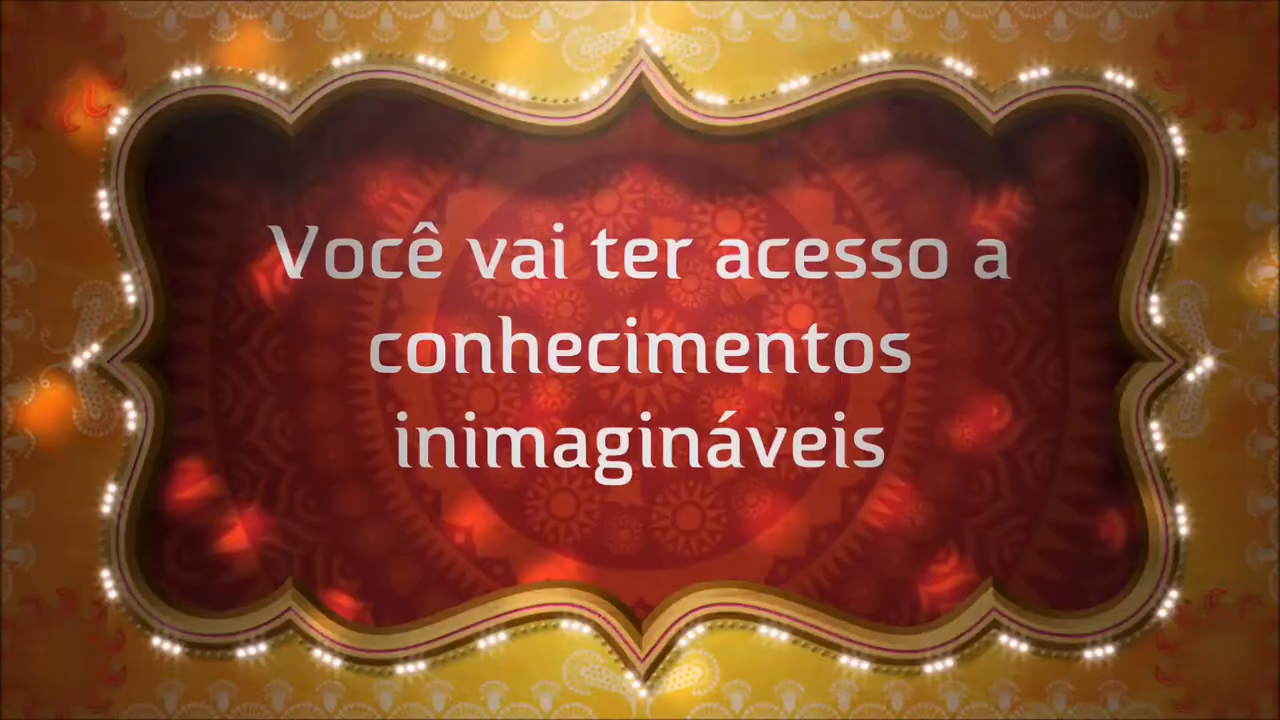 Você vai ter acesso a
conhecimentos
inimagináveis